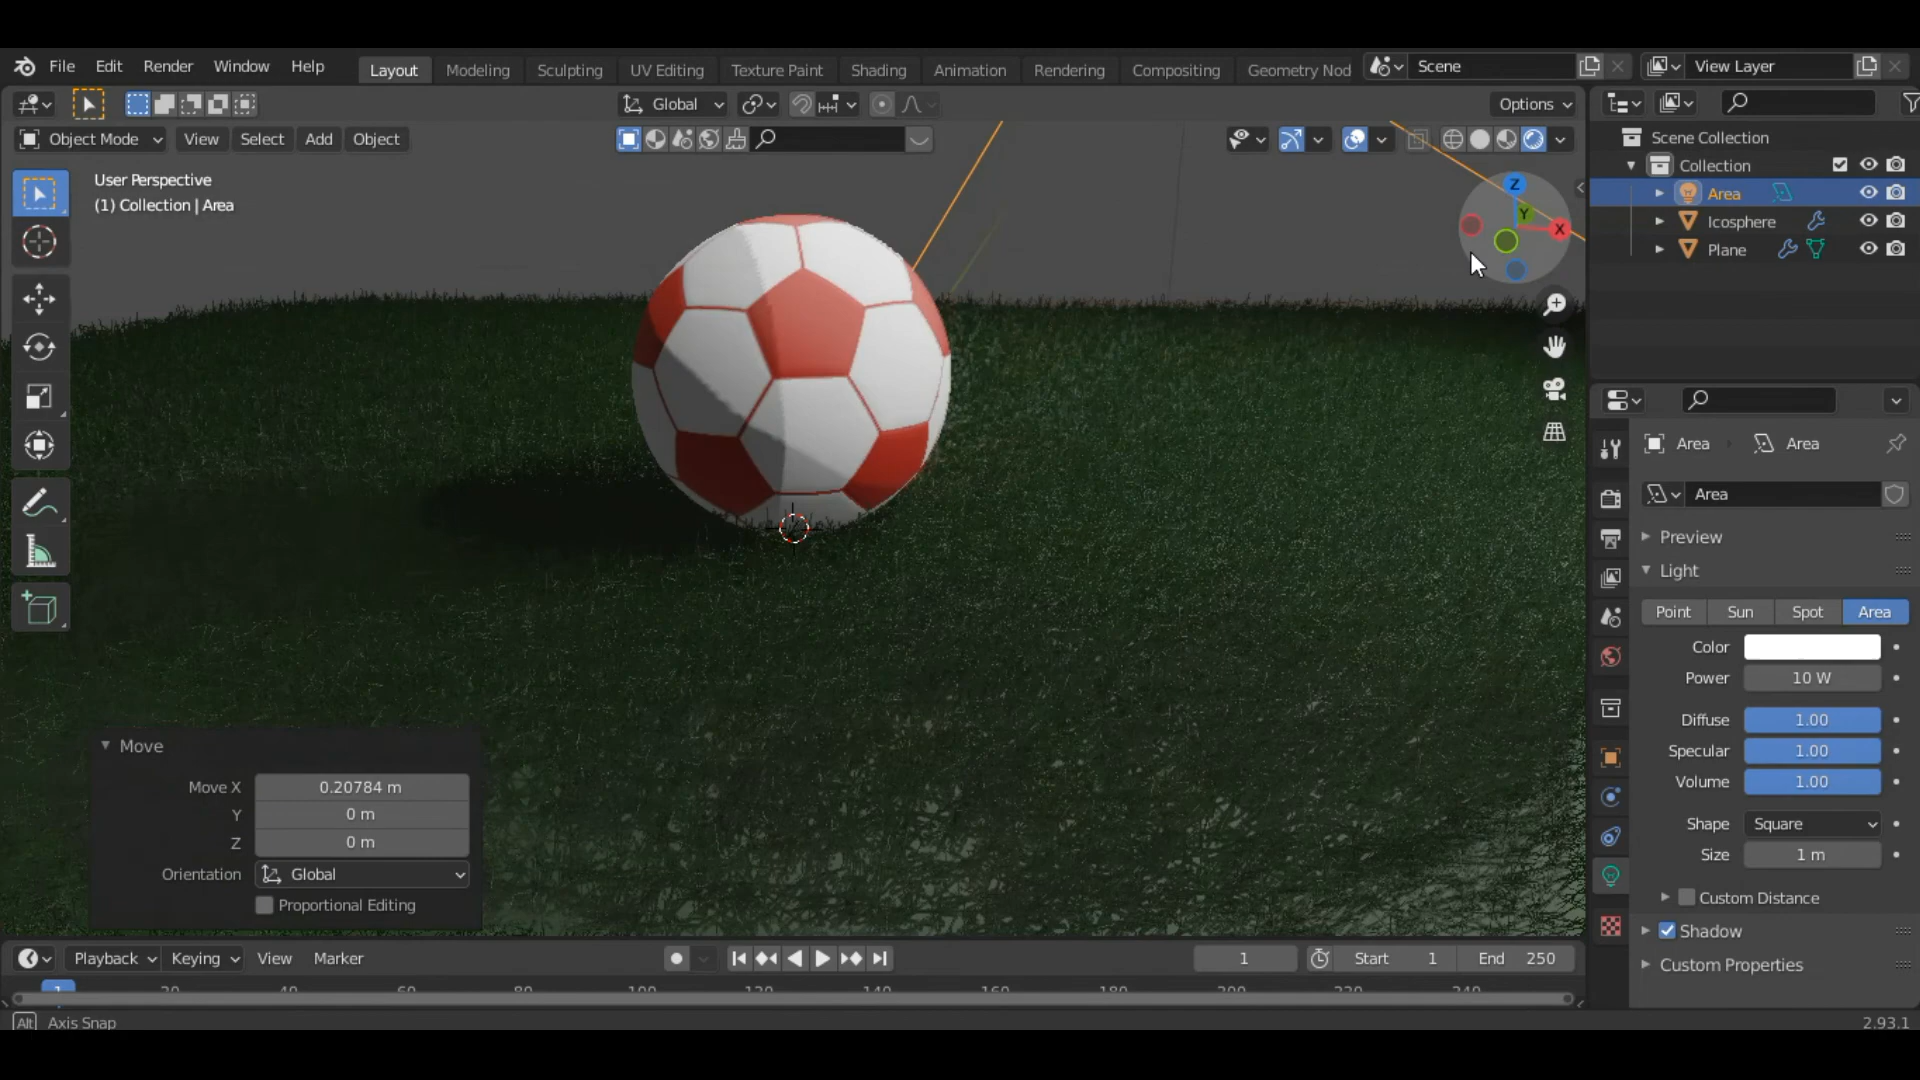 File Edit Render Window Help Layout Modeling Sculpting UV Editing Texture Paint Shading Animation Rendering Compositing Geometry Nod Scene View Layer
Global Options
Object Mode View Select Add Object
User Perspective
(1) Collection | Area
Z
Y
X
Scene Collection
Collection
Area
Icosphere
Plane
Area Area
Area
Preview
Light
Point Sun Spot Area
Color
Power 10 W
Diffuse 1.00
Specular 1.00
Volume 1.00
Shape Square
Size 1 m
Custom Distance
Shadow
Custom Properties
Move
Move X 0.20784 m
Y 0 m
Z 0 m
Orientation Global
Proportional Editing
Playback Keying View Marker 1 Start 1 End 250
1 20 40 60 80 100 120 140 160 180 200 220 240
Alt Axis Snap
2.93.1